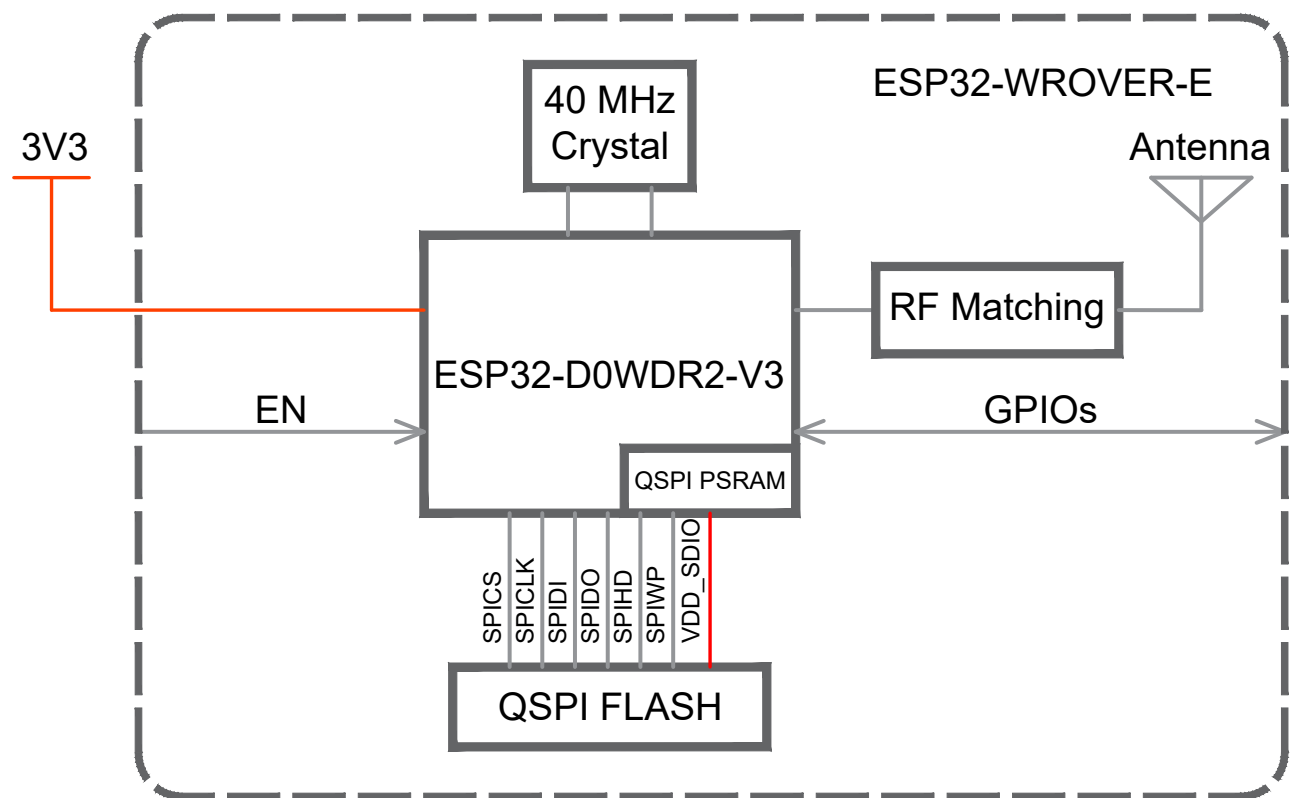 ESP32-WROVER-E
40 MHz
Crystal
3V3
Antenna
RF Matching
ESP32-D0WDR2-V3
EN
GPIOs
QSPI PSRAM
SPICS
SPICLK
SPIDI
SPIDO
SPIHD
SPIWP
VDD_SDIO
QSPI FLASH